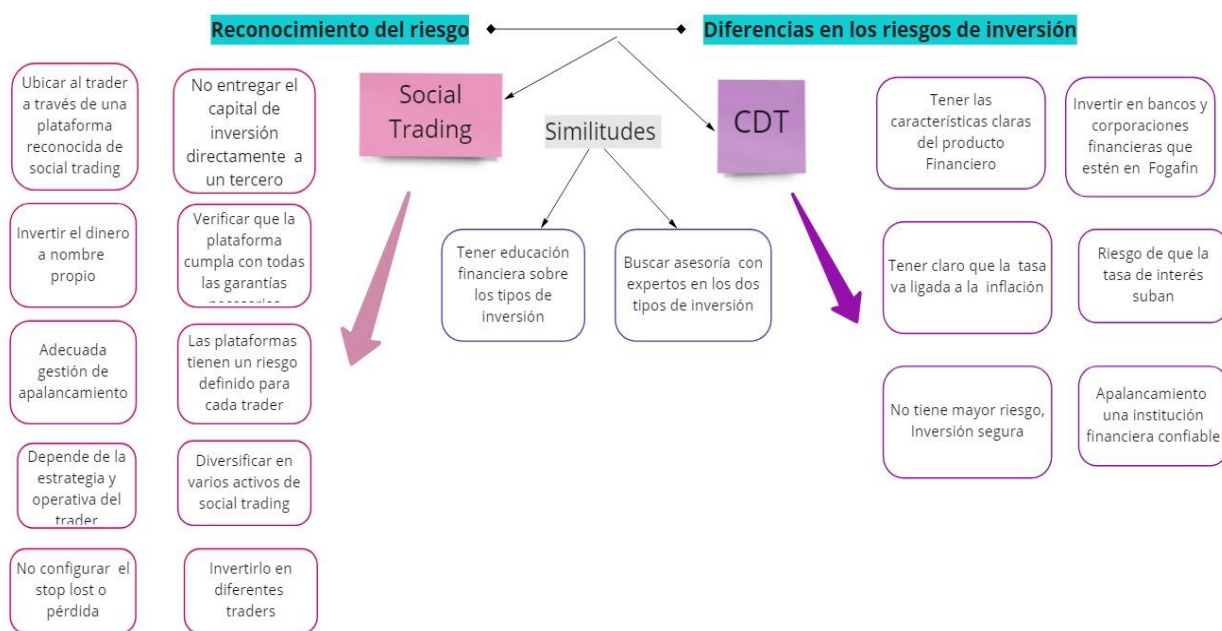 Reconocimiento del riesgo
Diferencias en los riesgos de inversión
Ubicar al trader
a través de una
plataforma
reconocida de
social trading
No entregar el
capital de
inversión
directamente a
un tercero
Social
Trading
Similitudes
CDT
Tener las
características claras
del producto
Financiero
Invertir en bancos y
corporaciones
financieras que
estén en Fogafin
Invertir el dinero
a nombre
propio
Verificar que la
plataforma
cumpla con todas
las garantías
Tener educación
financiera sobre
los tipos de
inversión
Buscar asesoría con
expertos en los dos
tipos de inversión
Tener claro que la tasa
va ligada a la inflación
Riesgo de que la
tasa de interés
suban
Adecuada
gestión de
apalancamiento
Las plataformas
tienen un riesgo
definido para
cada trader
No tiene mayor riesgo,
Inversión segura
Apalancamiento
una institución
financiera confiable
Depende de la
estrategia y
operativa del
trader
Diversificar en
varios activos de
social trading
No configurar el
stop lost o
pérdida
Invertirlo en
diferentes
traders